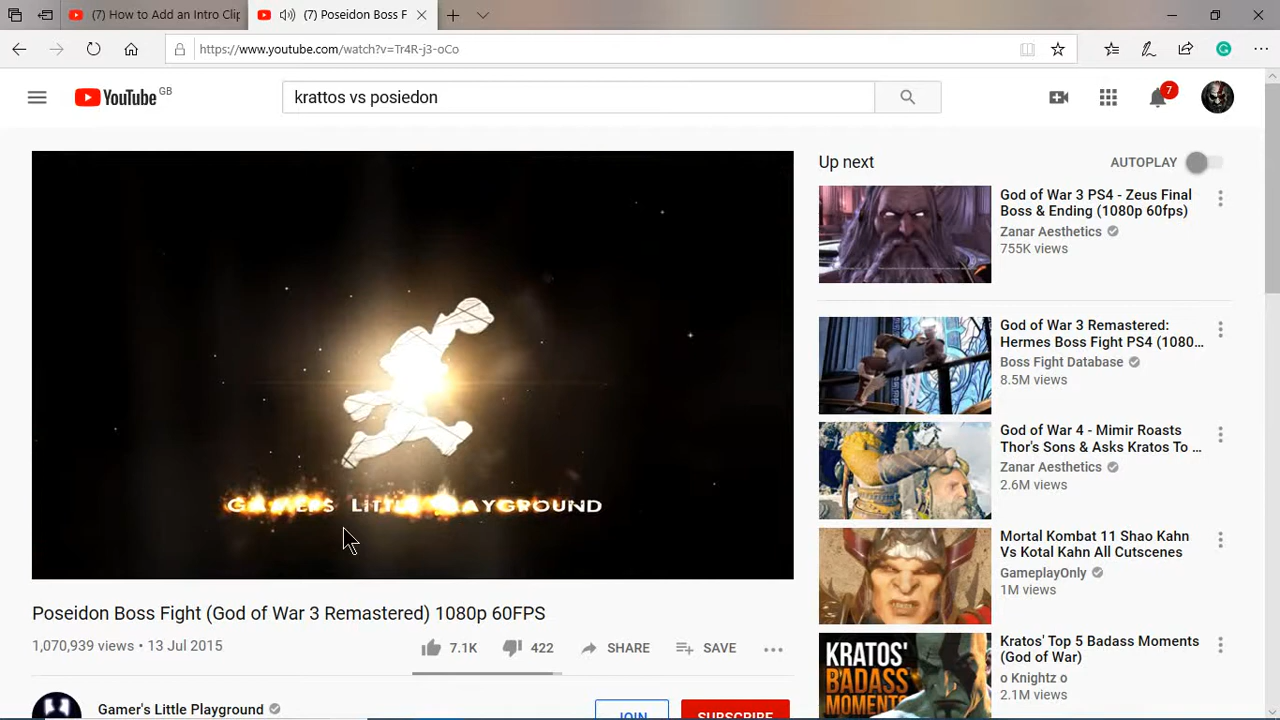 (7) How to Add an Intro Clip
(7) Poseidon Boss F
https://www.youtube.com/watch?v=Tr4R-j3-oCo
YouTube GB
krattos vs posiedon
7
GAMERS LITTLE PLAYGROUND
Poseidon Boss Fight (God of War 3 Remastered) 1080p 60FPS
1,070,939 views • 13 Jul 2015
7.1K
422
SHARE
SAVE
Gamer's Little Playground
JOIN
SUBSCRIBE
Up next
AUTOPLAY
God of War 3 PS4 - Zeus Final
Boss & Ending (1080p 60fps)
Zanar Aesthetics
755K views
God of War 3 Remastered:
Hermes Boss Fight PS4 (1080...
Boss Fight Database
8.5M views
God of War 4 - Mimir Roasts
Thor's Sons & Asks Kratos To ...
Zanar Aesthetics
2.6M views
Mortal Kombat 11 Shao Kahn
Vs Kotal Kahn All Cutscenes
GameplayOnly
1M views
KRATOS'
BADASS
MOMENTS
Kratos' Top 5 Badass Moments
(God of War)
o Knightz o
2.1M views